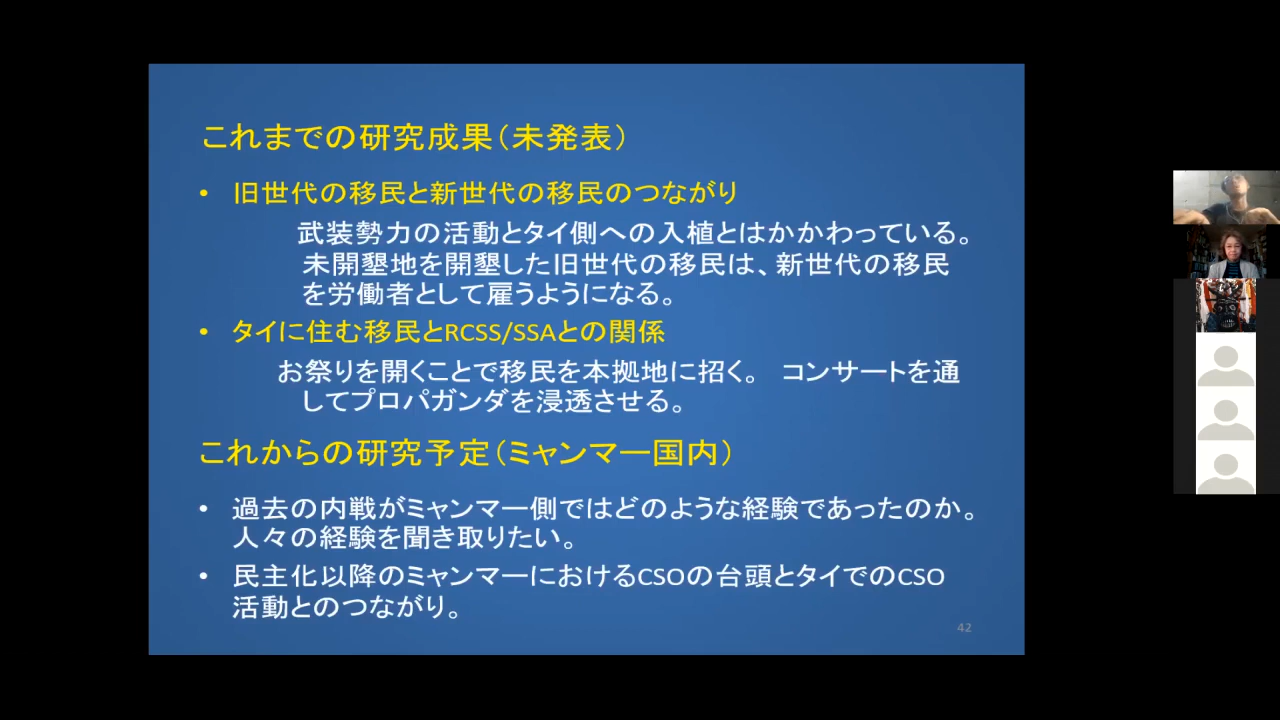 これまでの研究成果（未発表）
• 旧世代の移民と新世代の移民のつながり
武装勢力の活動とタイ側への入植とはかかわっている。
未開墾地を開墾した旧世代の移民は、新世代の移民
を労働者として雇うようになる。
• タイに住む移民とRCSS/SSAとの関係
お祭りを開くことで移民を本拠地に招く。 コンサートを通
してプロパガンダを浸透させる。
これからの研究予定（ミャンマー国内）
• 過去の内戦がミャンマー側ではどのような経験であったのか。
人々の経験を聞き取りたい。
• 民主化以降のミャンマーにおけるCSOの台頭とタイでのCSO
活動とのつながり。
42